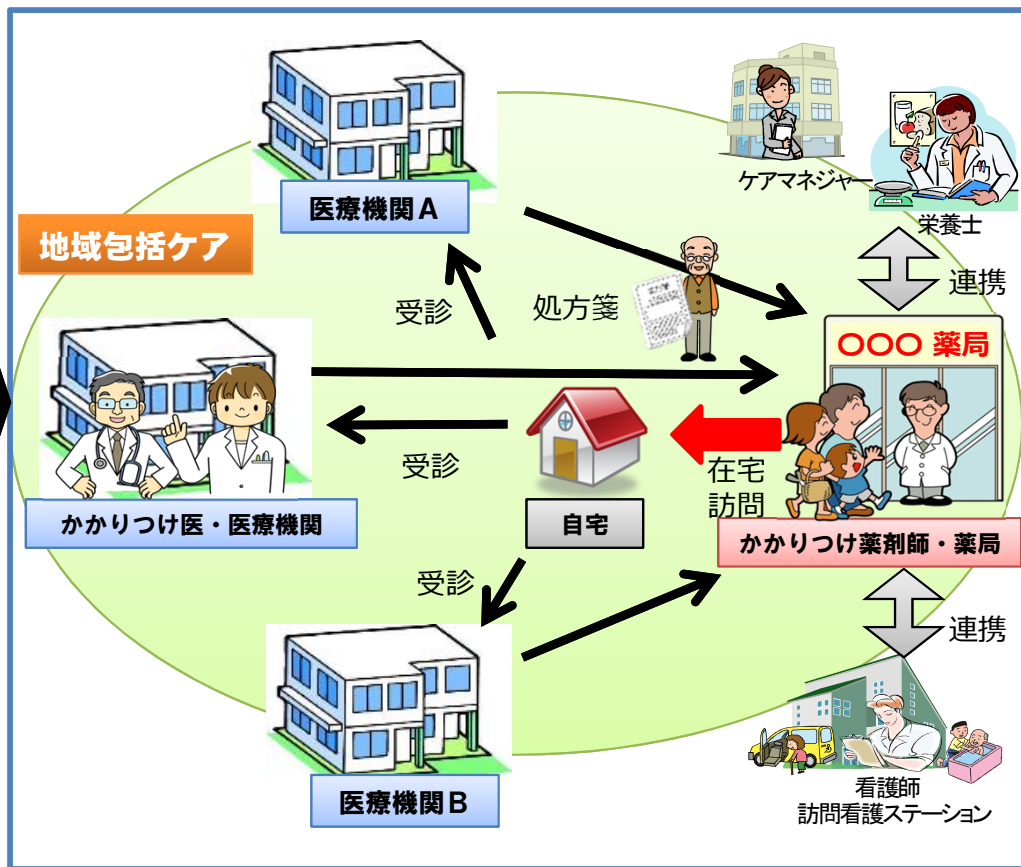 医療機関A
ケアマネジャー
栄養士
地域包括ケア
受診
処方箋
連携
〇〇〇 薬局
かかりつけ医・医療機関
受診
自宅
在宅
訪問
かかりつけ薬剤師・薬局
受診
連携
医療機関B
看護師
訪問看護ステーション